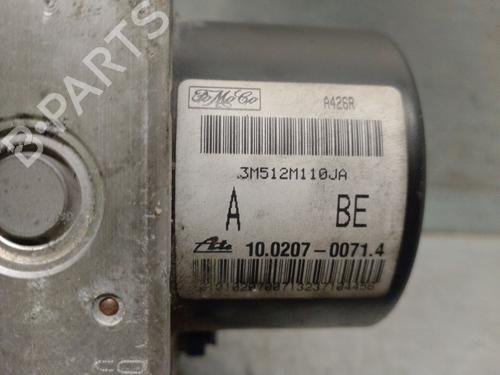 FoMoCo
A426R
3M512M110JA
A BE
Ate 10.0207-0071.4
B-PARTS